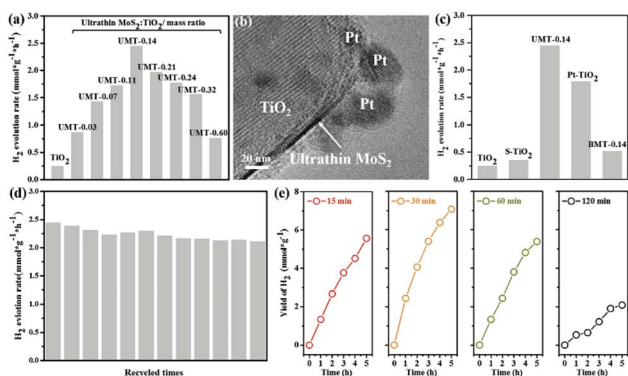 (a)
Ultrathin MoS₂:TiO₂/ mass ratio
UMT-0.14
UMT-0.21
UMT-0.11
UMT-0.24
UMT-0.07
UMT-0.32
UMT-0.03
UMT-0.60
TiO₂
H₂ evolution rate (mmol*g⁻¹*h⁻¹)
3.0
2.5
2.0
1.5
1.0
0.5
0.0
(b)
Pt
Pt
Pt
TiO₂
20 nm
Ultrathin MoS₂
(c)
UMT-0.14
Pt-TiO₂
BMT-0.14
S-TiO₂
TiO₂
H₂ evolution rate (mmol*g⁻¹*h⁻¹)
3.0
2.5
2.0
1.5
1.0
0.5
0.0
(d)
H₂ evlotion rate(mmol*g⁻¹*h⁻¹)
3.0
2.5
2.0
1.5
1.0
0.5
0.0
Recycled times
(e)
15 min
30 min
60 min
120 min
Yield of H₂ (mmol*g⁻¹)
8
6
4
2
0
0 1 2 3 4 5
Time (h)
0 1 2 3 4 5
Time (h)
0 1 2 3 4 5
Time (h)
0 1 2 3 4 5
Time (h)